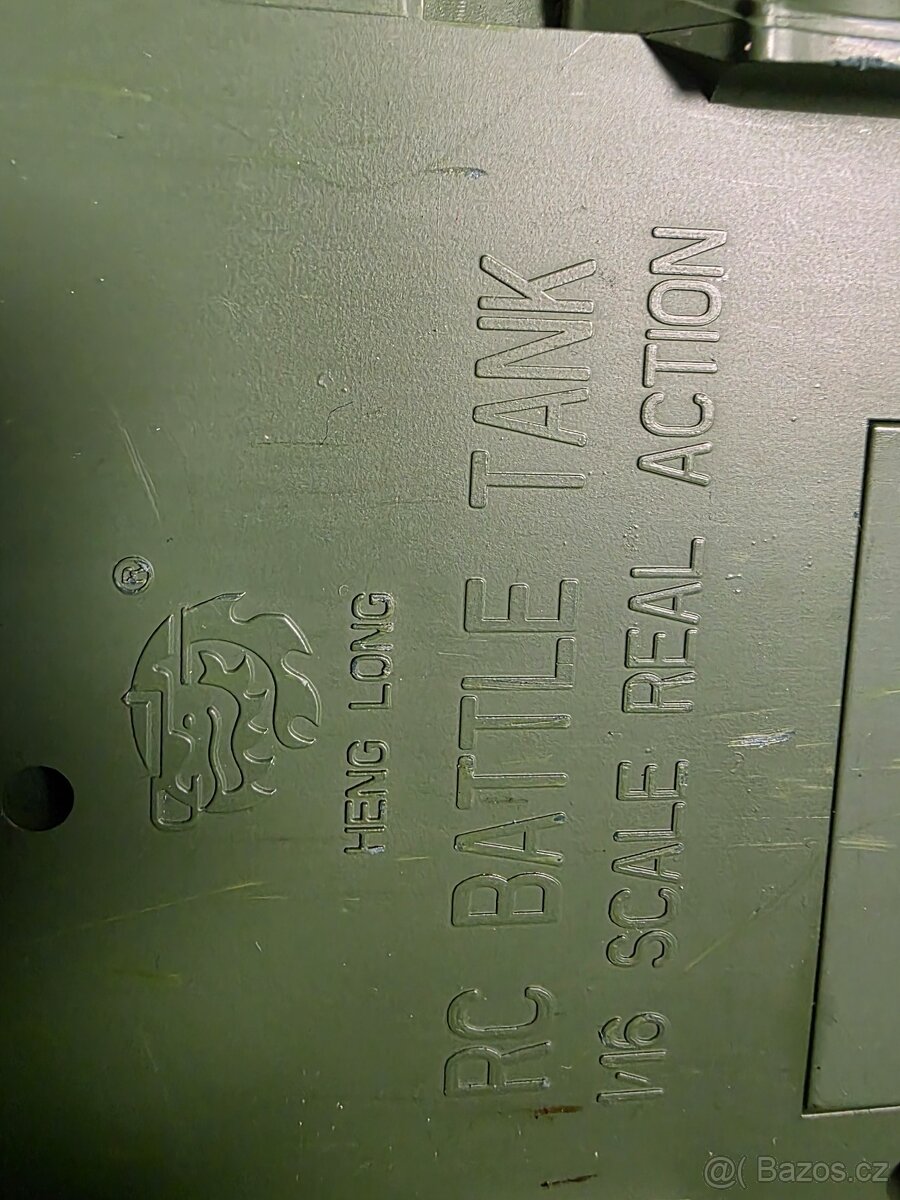 ®
HENG LONG
RC BATTLE TANK
1/16 SCALE REAL ACTION
@( Bazos.cz